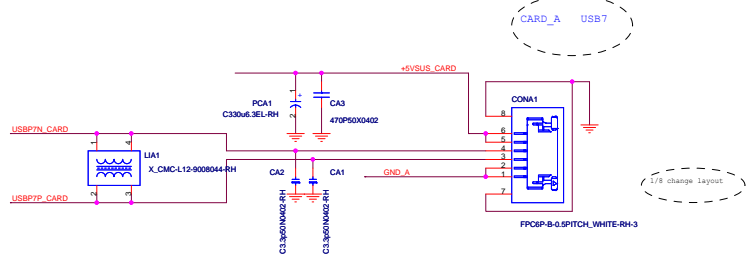 CARD_A USB7
+5VSUS_CARD
PCA1
C330u6.3EL-RH
1
2
+
CA3
470P50X0402
CONA1
8
6
5
4
3
2
1
7
FPC6P-B-0.5PITCH_WHITE-RH-3
USBP7N_CARD
1
4
LIA1
X_CMC-L12-9008044-RH
2
3
USBP7P_CARD
CA2
C3.3p50N0402-RH
CA1
C3.3p50N0402-RH
GND_A
1/8 change layout